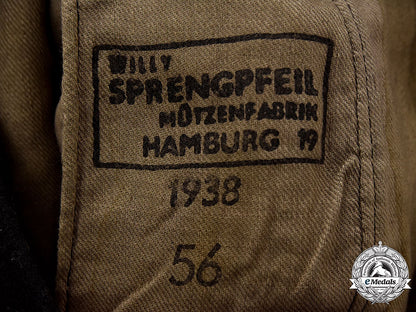 WILLY
SPRENGPFEIL
MÜTZENFABRIK
HAMBURG 19
1938
56
eMedals